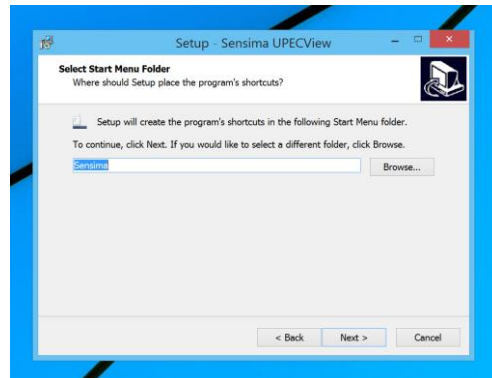 Setup - Sensima UPECView
Select Start Menu Folder
Where should Setup place the program's shortcuts?
Setup will create the program's shortcuts in the following Start Menu folder.
To continue, click Next. If you would like to select a different folder, click Browse.
Sensima
Browse...
< Back
Next >
Cancel